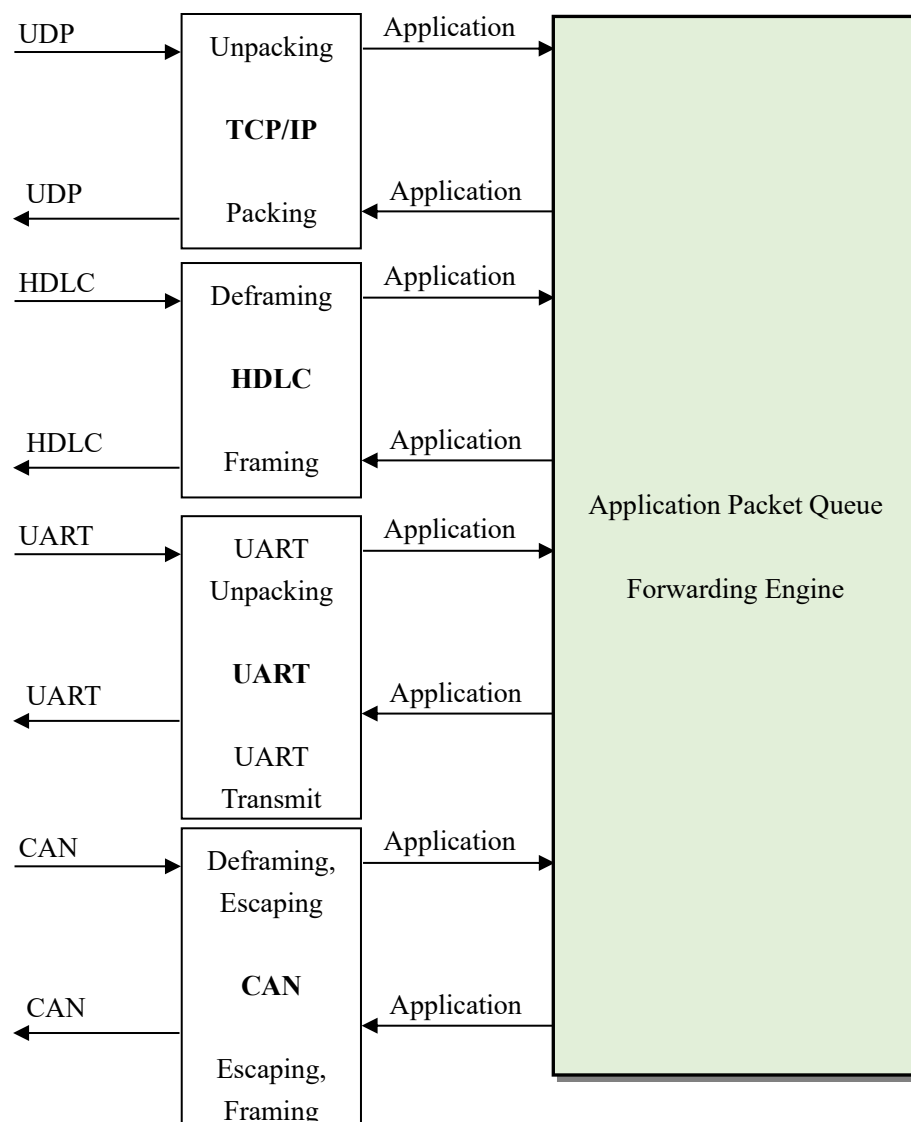 UDP
Unpacking
Application
TCP/IP
UDP
Packing
Application
HDLC
Deframing
Application
HDLC
HDLC
Framing
Application
UART
UART
Unpacking
Application
UART
UART
UART
Transmit
Application
CAN
Deframing,
Escaping
Application
CAN
CAN
Escaping,
Framing
Application
Application Packet Queue
Forwarding Engine